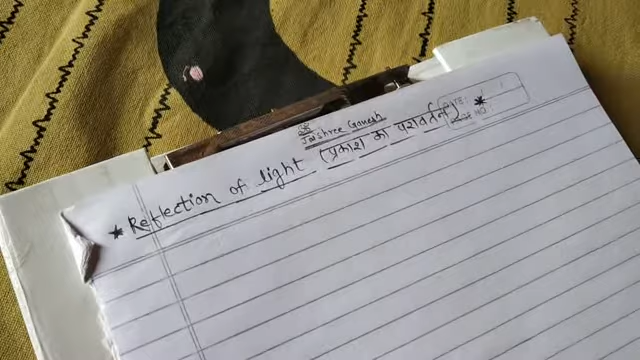 ॐ
Jaishree Ganesh
* Reflection of light (प्रकाश का परावर्तन) *